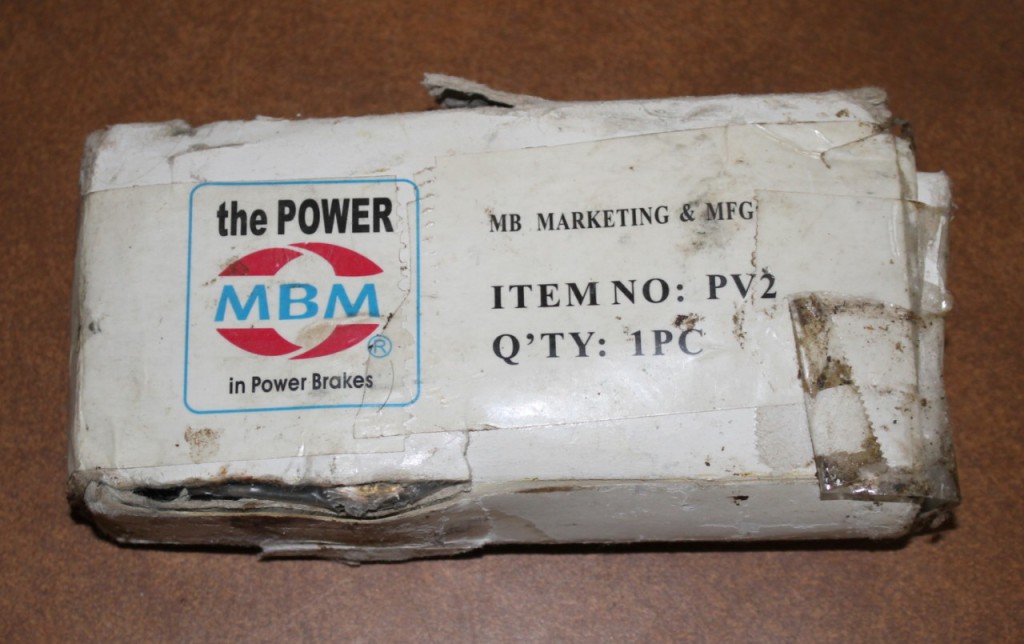 the POWER
MBM
®
in Power Brakes
MB MARKETING & MFG
ITEM NO: PV2
Q'TY: 1PC